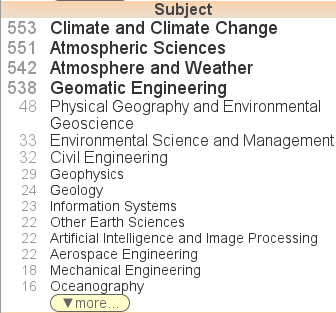 Subject
553 Climate and Climate Change
551 Atmospheric Sciences
542 Atmosphere and Weather
538 Geomatic Engineering
48 Physical Geography and Environmental
Geoscience
33 Environmental Science and Management
32 Civil Engineering
29 Geophysics
24 Geology
23 Information Systems
22 Other Earth Sciences
22 Artificial Intelligence and Image Processing
22 Aerospace Engineering
18 Mechanical Engineering
16 Oceanography
▼more...